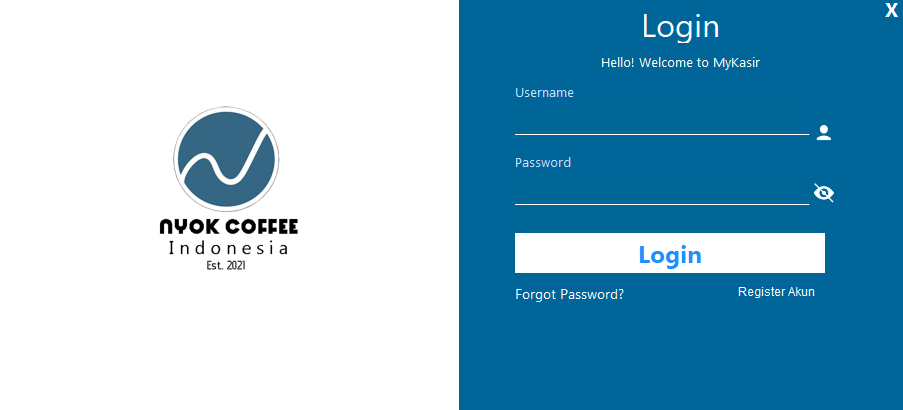 NYOK COFFEE
Indonesia
Est. 2021
X
Login
Hello! Welcome to MyKasir
Username
Password
Login
Forgot Password?
Register Akun